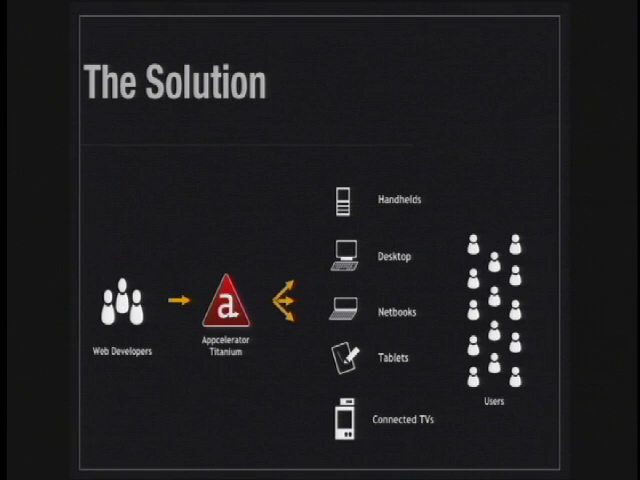 The Solution
Handhelds
Desktop
Netbooks
Tablets
Connected TVs
Web Developers
a.
Appcelerator
Titanium
Users